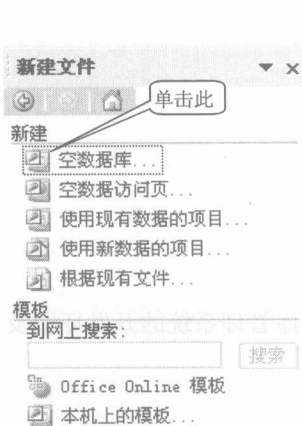 新建文件
单击此
新建
空数据库...
空数据访问页...
使用现有数据的项目...
使用新数据的项目...
根据现有文件...
模板
到网上搜索:
搜索
Office Online 模板
本机上的模板...